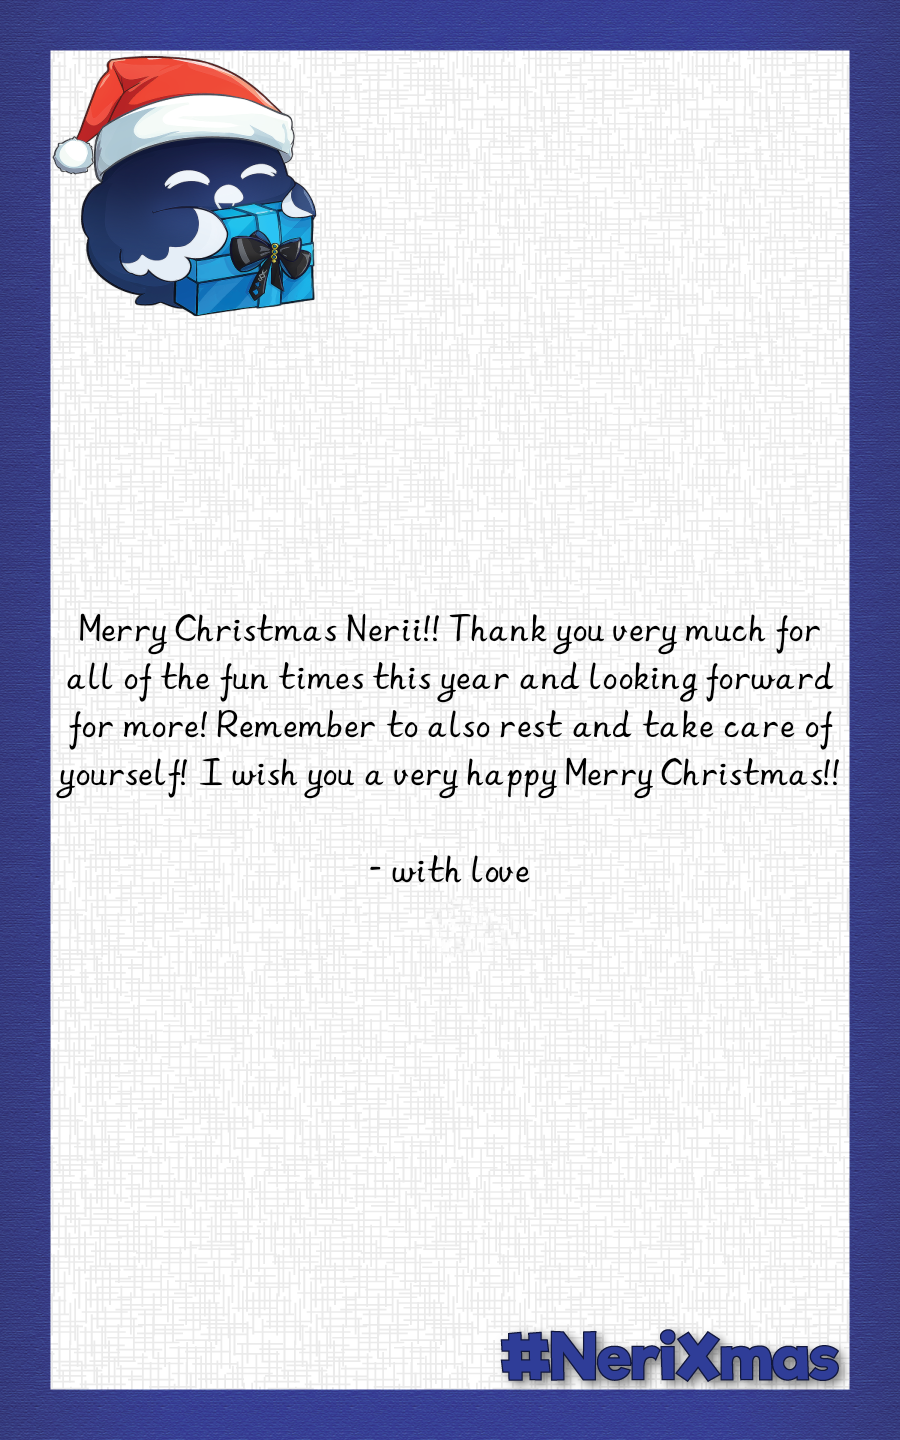 Merry Christmas Nerii!! Thank you very much for
all of the fun times this year and looking forward
for more! Remember to also rest and take care of
yourself! I wish you a very happy Merry Christmas!!
- with love
#NeriXmas